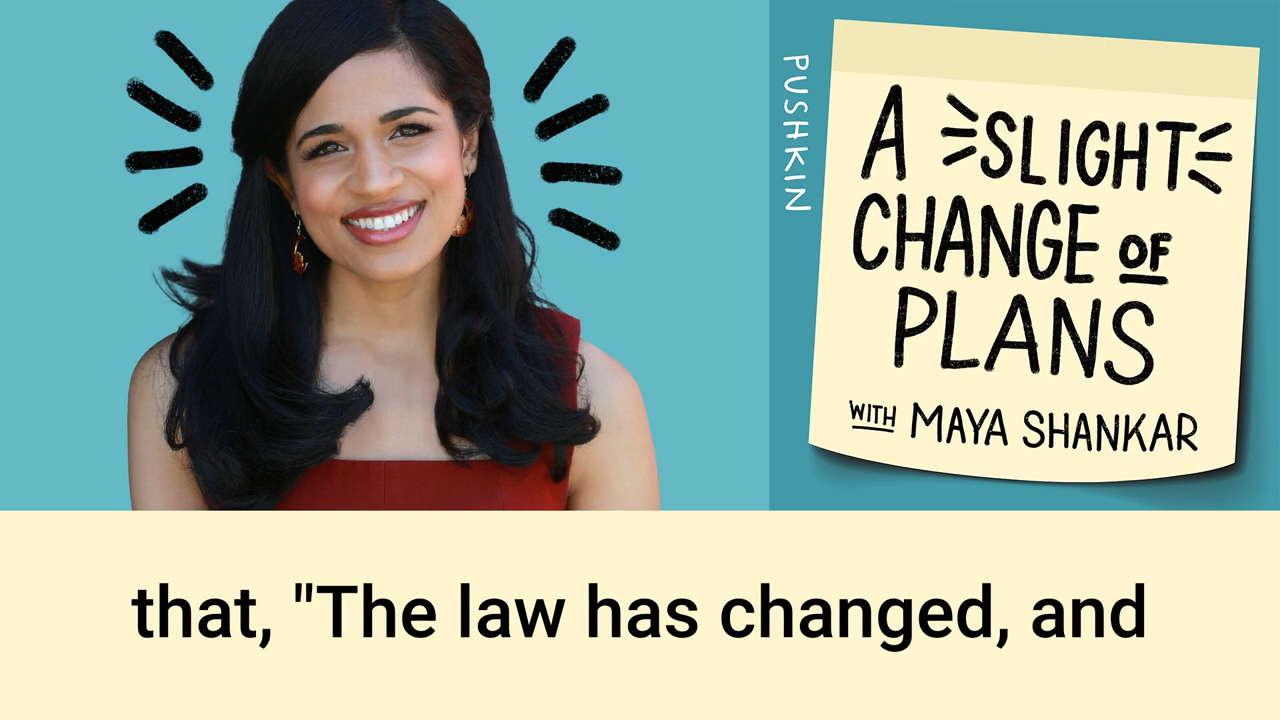 PUSHKIN
A SLIGHT
CHANGE OF
PLANS
WITH MAYA SHANKAR
that, "The law has changed, and